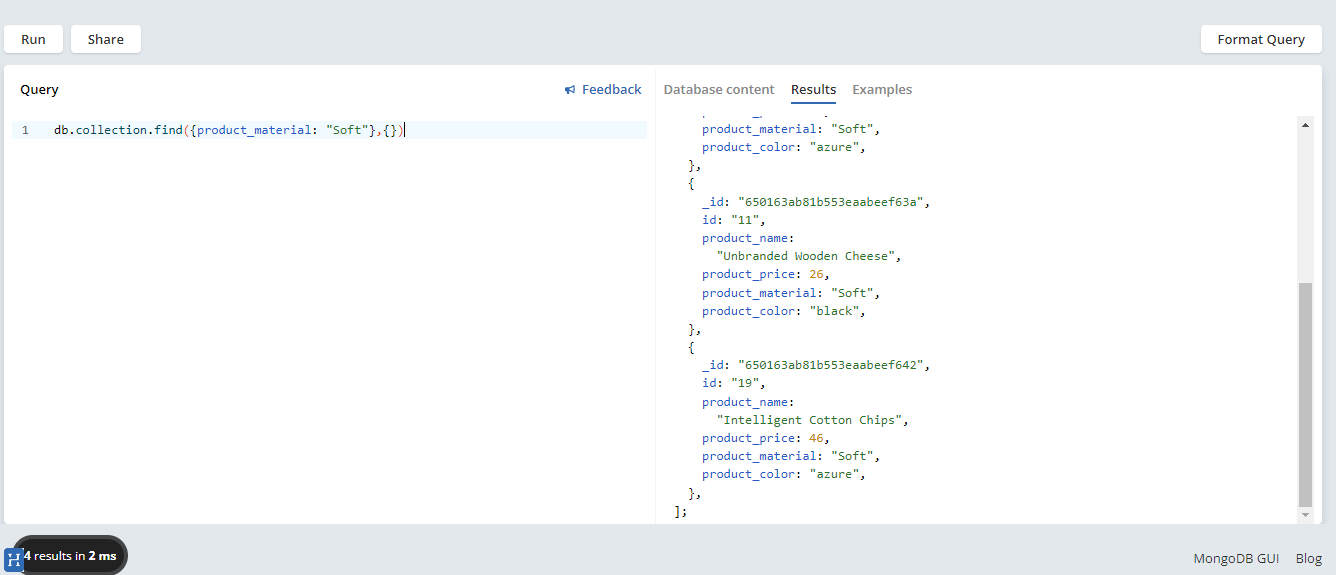 Run
Share
Format Query
Query
Feedback
Database content
Results
Examples
1 db.collection.find({product_material: "Soft"},{})
product_material: "Soft",
product_color: "azure",
},
{
_id: "650163ab81b553eaabeef63a",
id: "11",
product_name:
"Unbranded Wooden Cheese",
product_price: 26,
product_material: "Soft",
product_color: "black",
},
{
_id: "650163ab81b553eaabeef642",
id: "19",
product_name:
"Intelligent Cotton Chips",
product_price: 46,
product_material: "Soft",
product_color: "azure",
},
];
H
4 results in 2 ms
MongoDB GUI
Blog